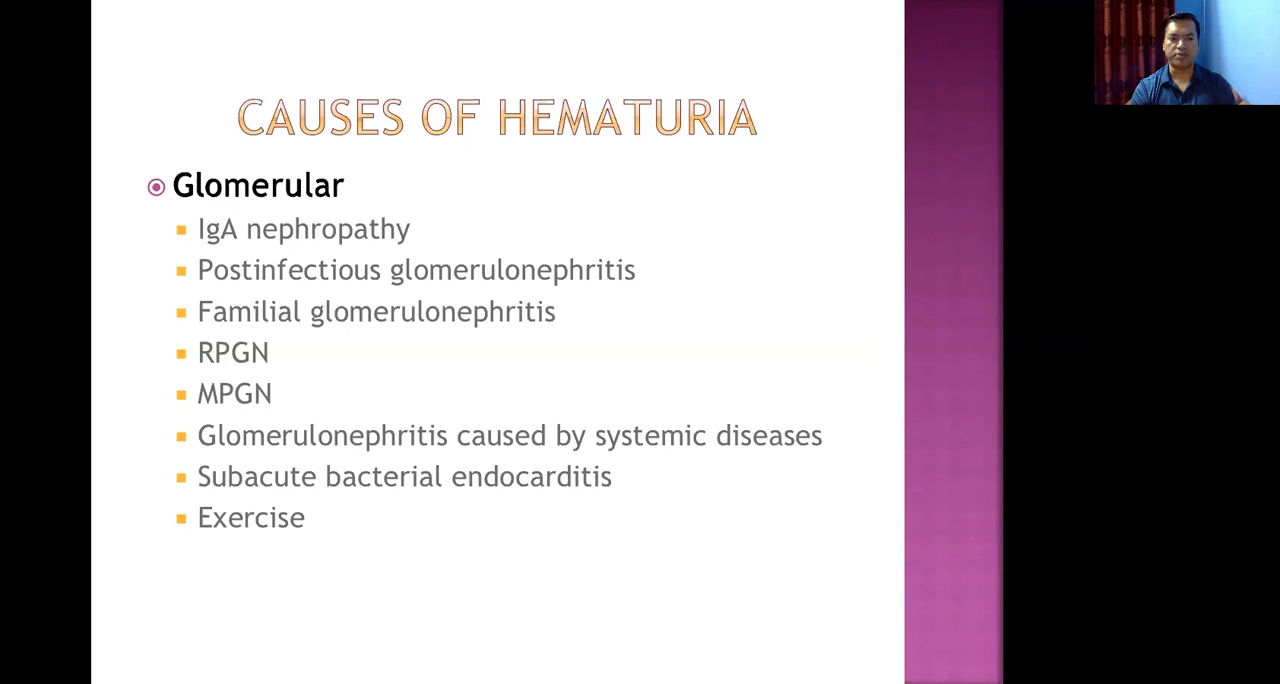 CAUSES OF HEMATURIA
Glomerular
IgA nephropathy
Postinfectious glomerulonephritis
Familial glomerulonephritis
RPGN
MPGN
Glomerulonephritis caused by systemic diseases
Subacute bacterial endocarditis
Exercise